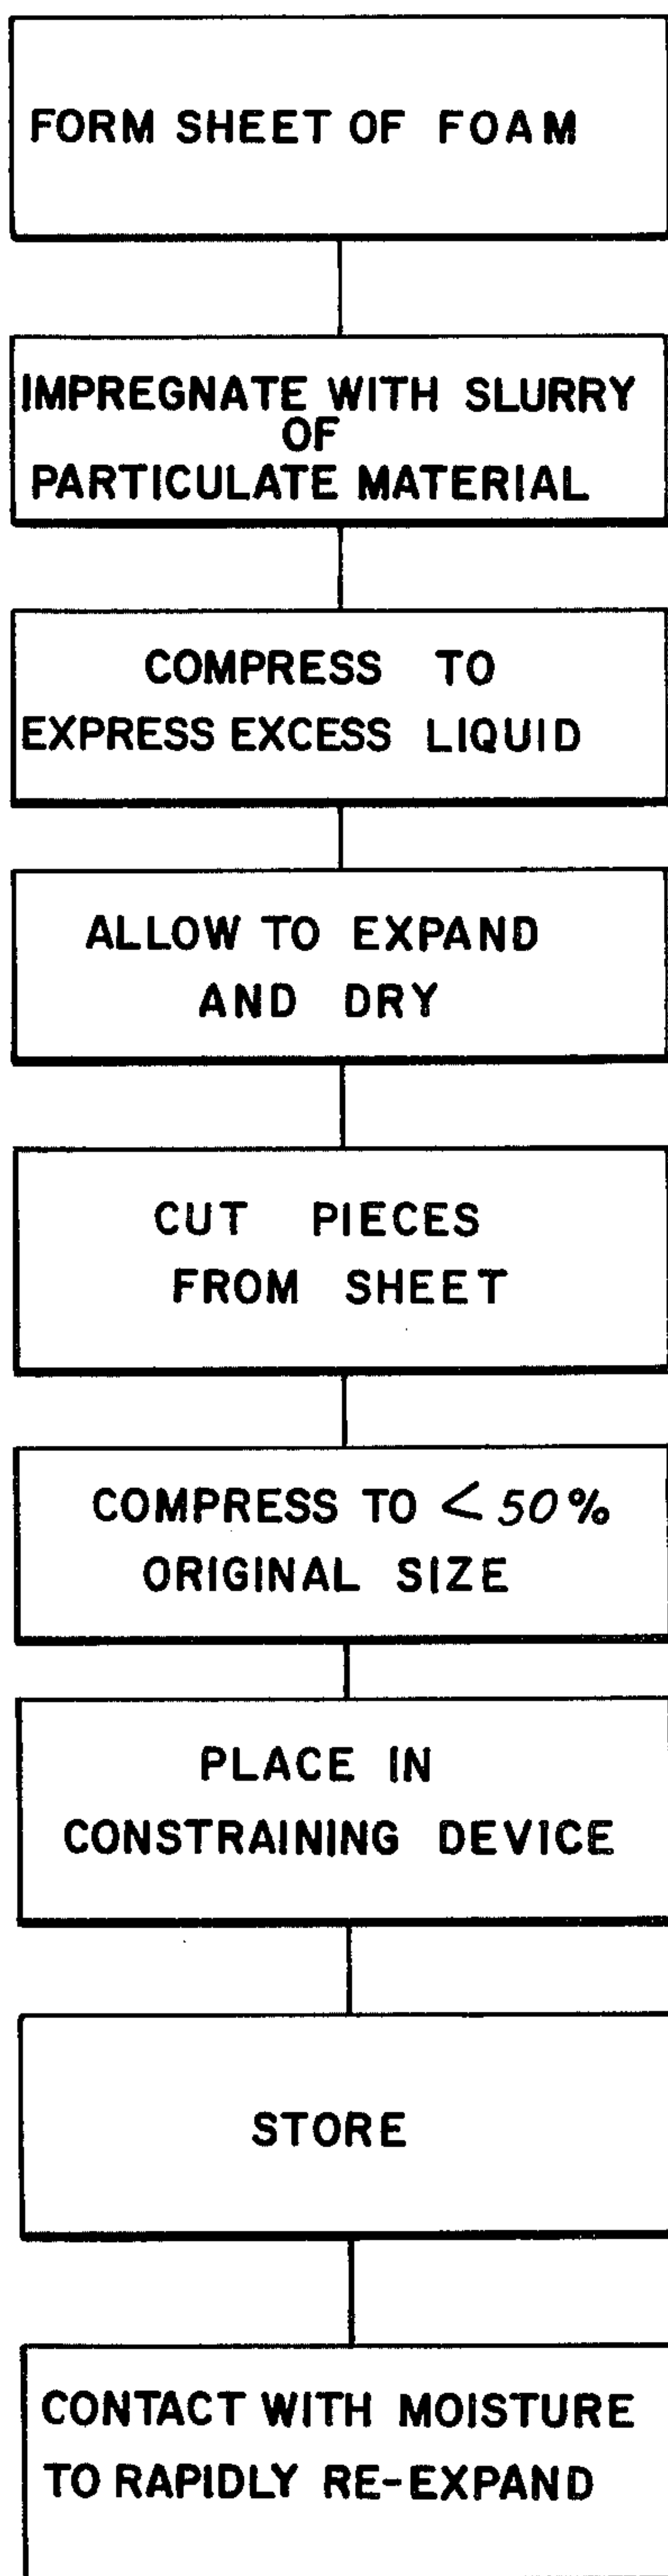 FORM SHEET OF FOAM
IMPREGNATE WITH SLURRY
OF
PARTICULATE MATERIAL
COMPRESS TO
EXPRESS EXCESS LIQUID
ALLOW TO EXPAND
AND DRY
CUT PIECES
FROM SHEET
COMPRESS TO < 50%
ORIGINAL SIZE
PLACE IN
CONSTRAINING DEVICE
STORE
CONTACT WITH MOISTURE
TO RAPIDLY RE-EXPAND